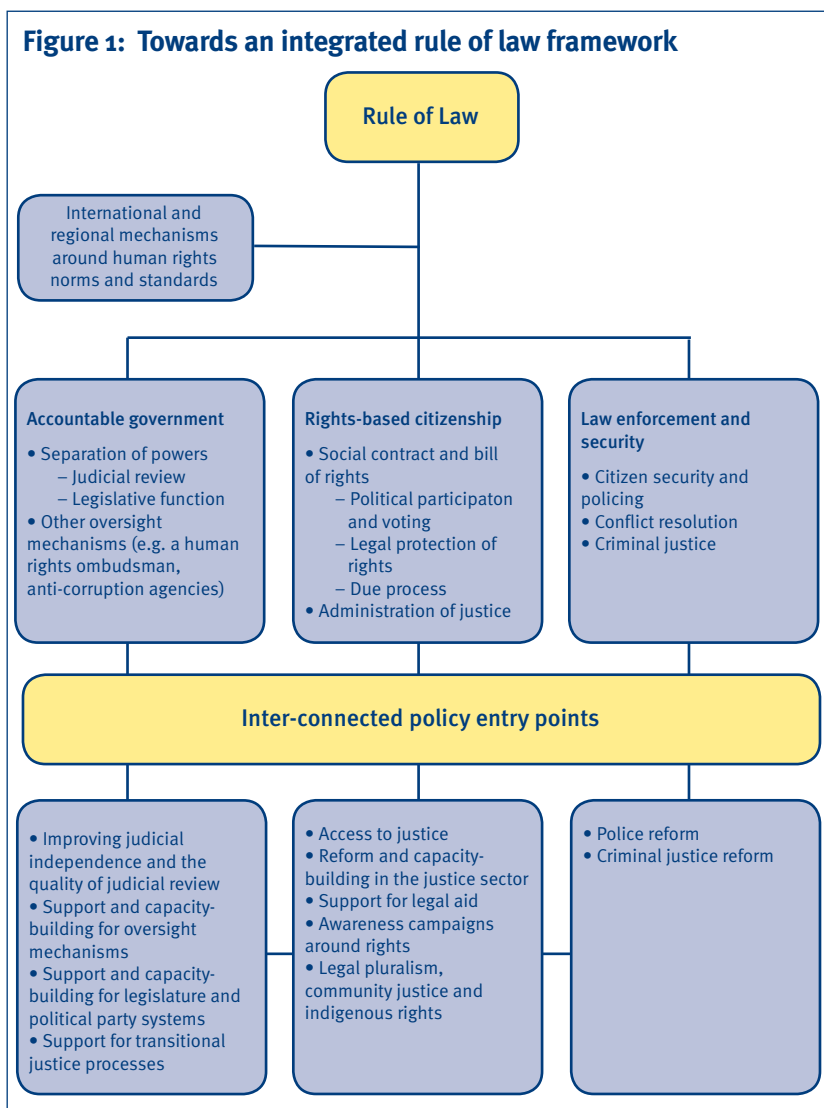 Figure 1: Towards an integrated rule of law framework
Rule of Law
International and
regional mechanisms
around human rights
norms and standards
Accountable government
• Separation of powers
– Judicial review
– Legislative function
• Other oversight
mechanisms (e.g. a human
rights ombudsman,
anti-corruption agencies)
Rights-based citizenship
• Social contract and bill
of rights
– Political participaton
and voting
– Legal protection of
rights
– Due process
• Administration of justice
Law enforcement and
security
• Citizen security and
policing
• Conflict resolution
• Criminal justice
Inter-connected policy entry points
• Improving judicial
independence and the
quality of judicial review
• Support and capacity-
building for oversight
mechanisms
• Support and capacity-
building for legislature and
political party systems
• Support for transitional
justice processes
• Access to justice
• Reform and capacity-
building in the justice sector
• Support for legal aid
• Awareness campaigns
around rights
• Legal pluralism,
community justice and
indigenous rights
• Police reform
• Criminal justice reform